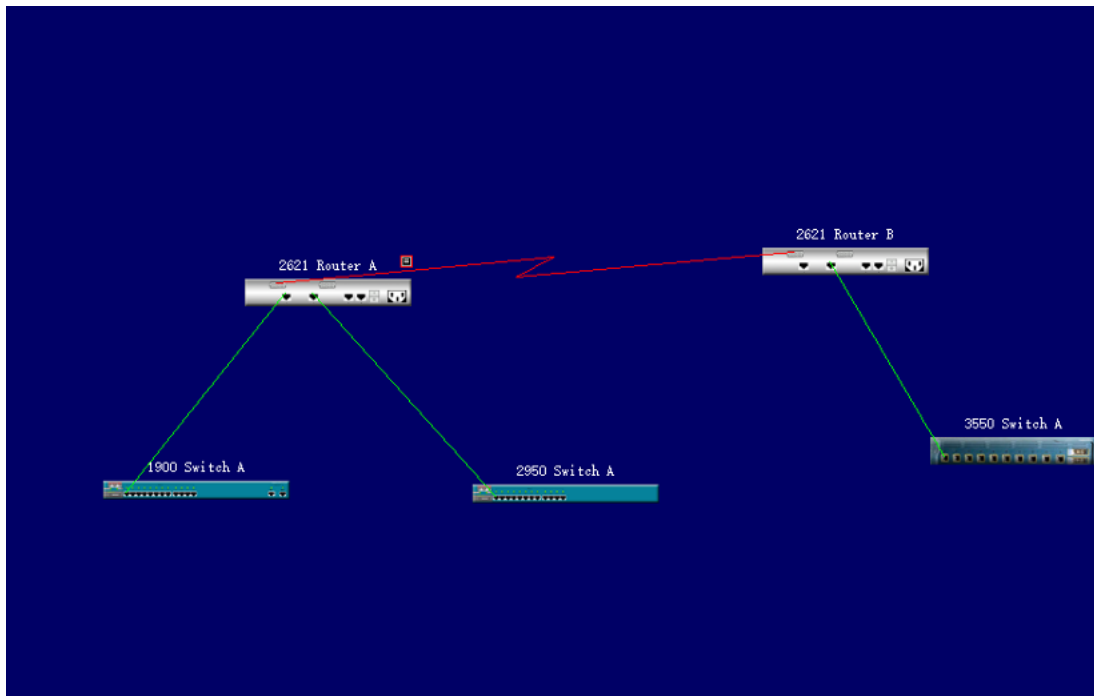 2621 Router B
2621 Router A
3550 Switch A
1900 Switch A
2950 Switch A